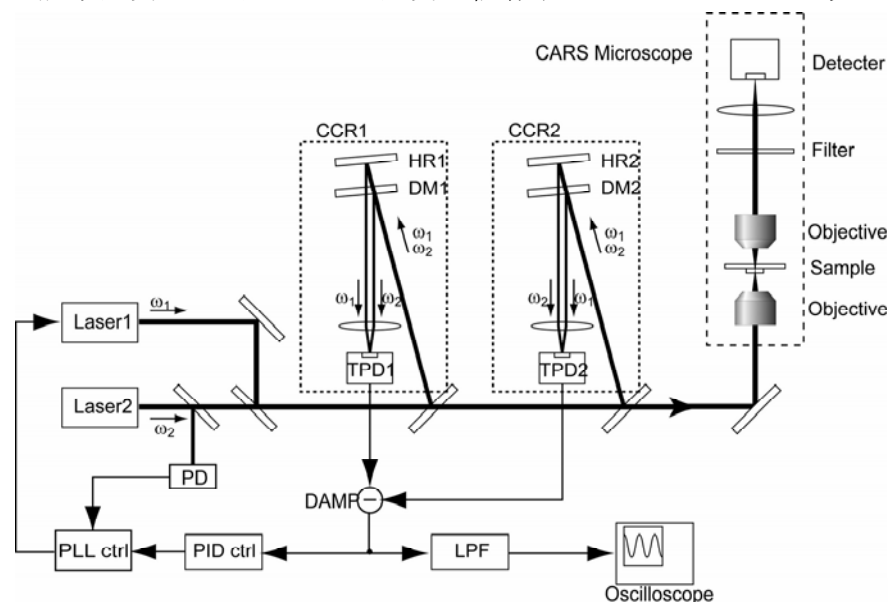 CARS Microscope
Detecter
CCR1
CCR2
HR1
HR2
DM1
DM2
Filter
ω1
ω2
ω1
ω2
Objective
Sample
Objective
ω1
ω2
ω2
ω1
ω1
Laser1
TPD1
TPD2
Laser2
ω2
PD
DAMP
−
PLL ctrl
PID ctrl
LPF
Oscilloscope